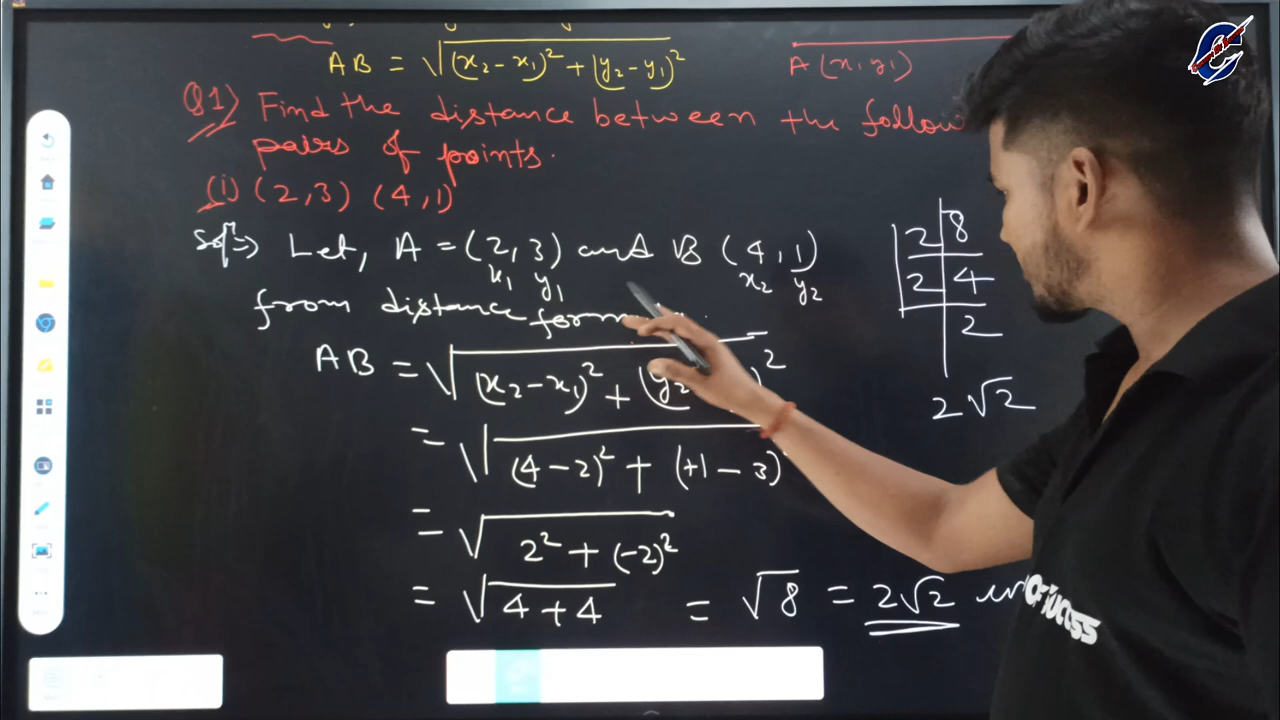 AB = √(x₂-x₁)² + (y₂-y₁)²
A (x₁ y₁)
Q1) Find the distance between the
pairs of points.
(i) (2,3) (4,1)
Solⁿ⇒ Let, A = (2,3) and B (4,1)
x₁ y₁ x₂ y₂
from distance
AB = √(x₂-x₁)² + (y₂ )²
= √(4-2)² + (+1-3)
= √2² + (-2)²
= √4+4 = √8 = 2√2
2 8
2 4
2
2√2
OF SUCCESS